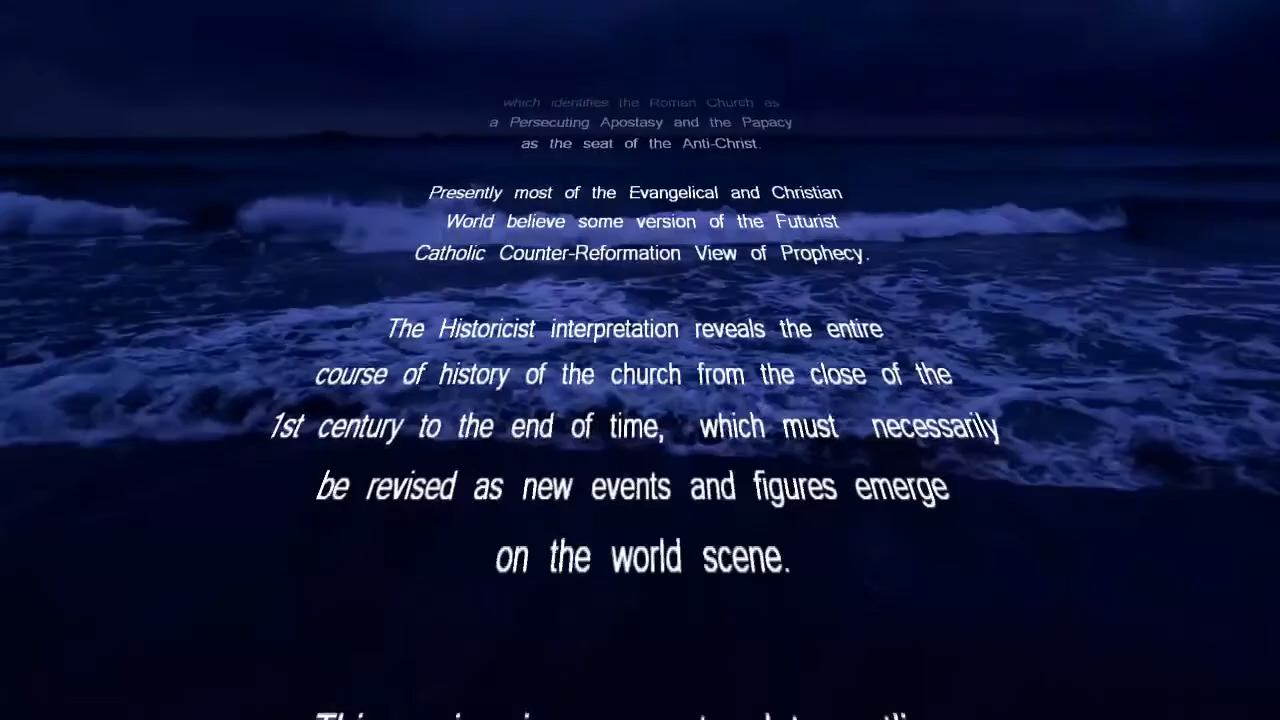 which identifies the Roman Church as
a Persecuting Apostasy and the Papacy
as the seat of the Anti-Christ.
Presently most of the Evangelical and Christian
World believe some version of the Futurist
Catholic Counter-Reformation View of Prophecy.
The Historicist interpretation reveals the entire
course of history of the church from the close of the
1st century to the end of time, which must necessarily
be revised as new events and figures emerge
on the world scene.